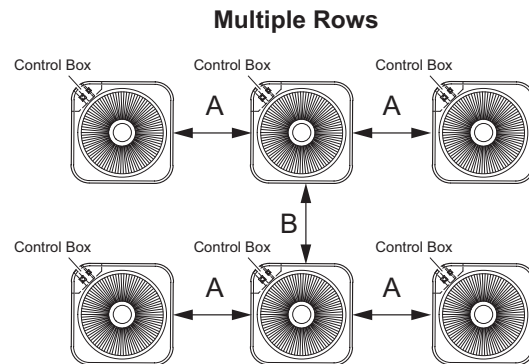 Multiple Rows
Control Box Control Box Control Box
A A
B
Control Box Control Box Control Box
A A